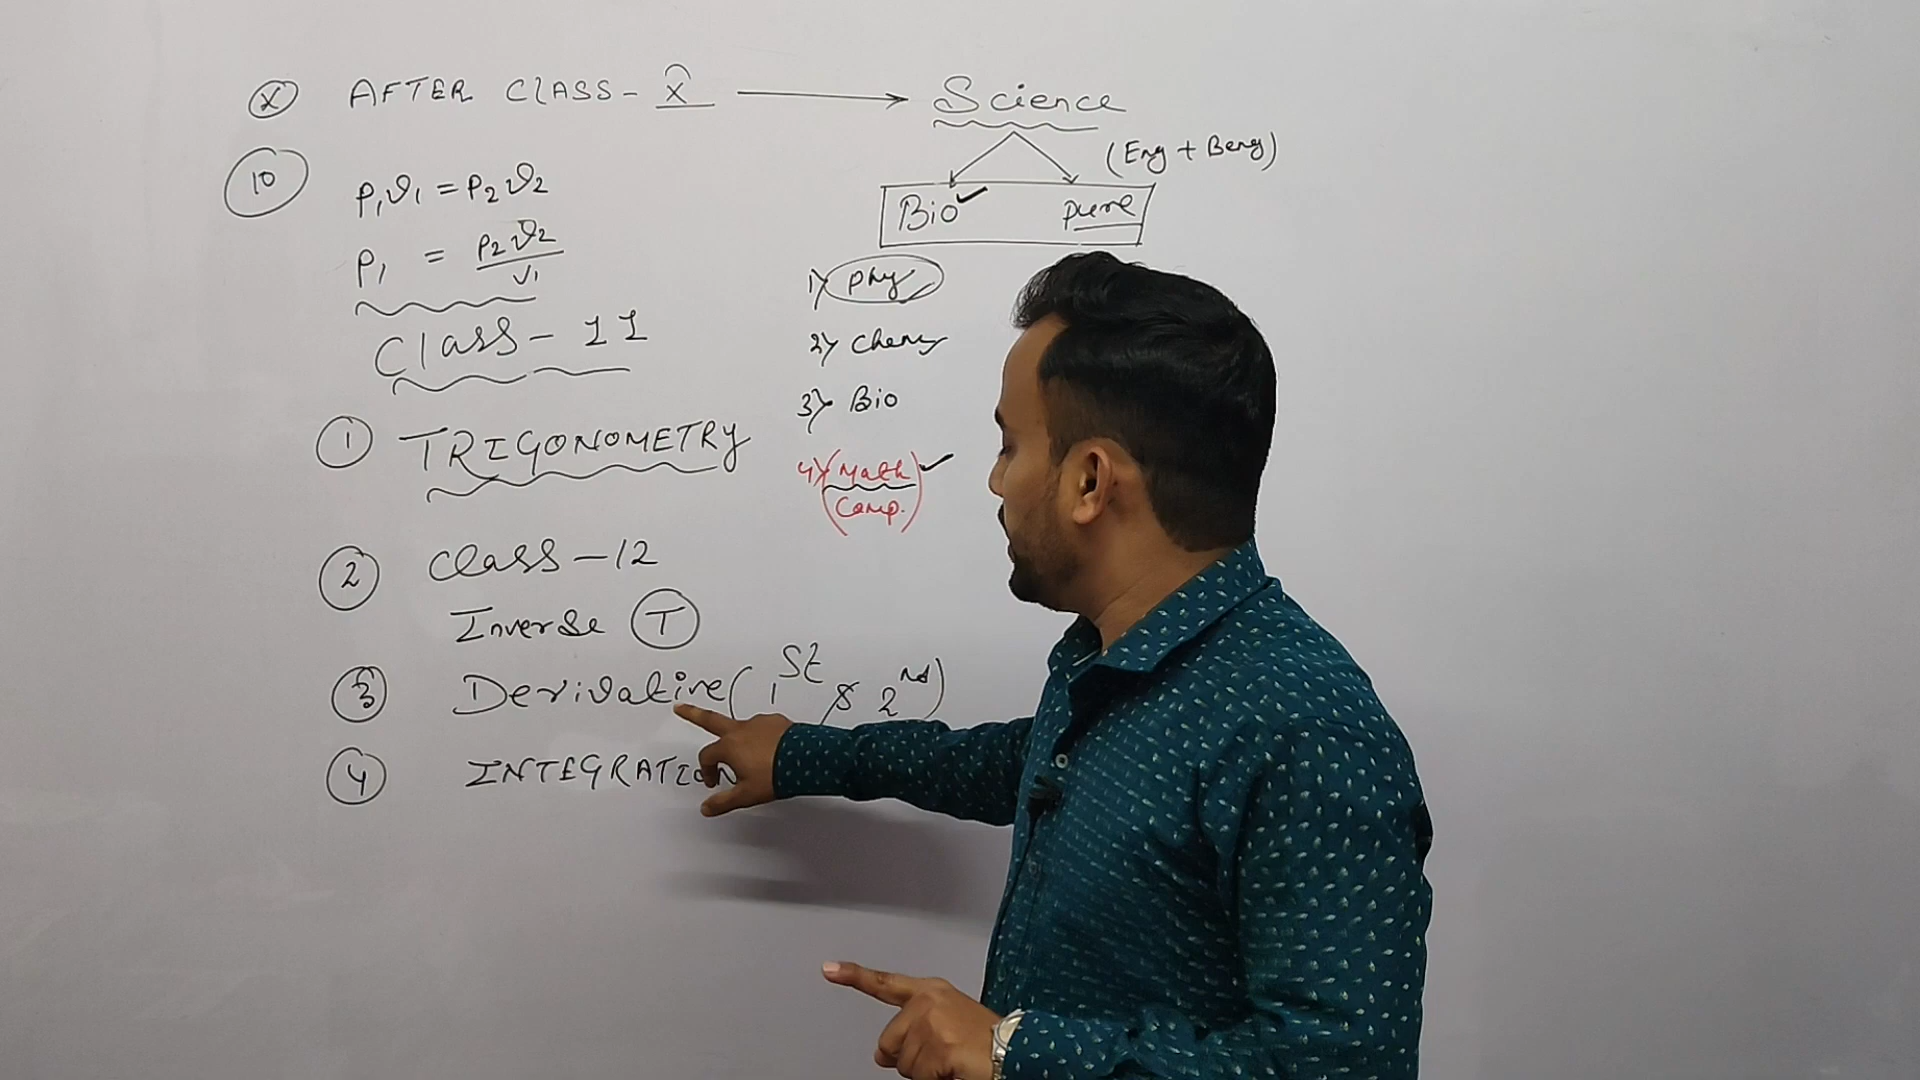 X AFTER ClASS - X → Science
(Eng + Beng)
Bio ✓ pure
10
P₁V₁ = P₂V₂
P₁ = P₂V₂/V₁
1) Phy
2) Chem
3) Bio
4) (Math ✓
Comp.)
Class - 11
1 TRIGONOMETRY
2 Class - 12
Inverse T
3 Derivative (1st & 2nd)
4 INTEGRATION